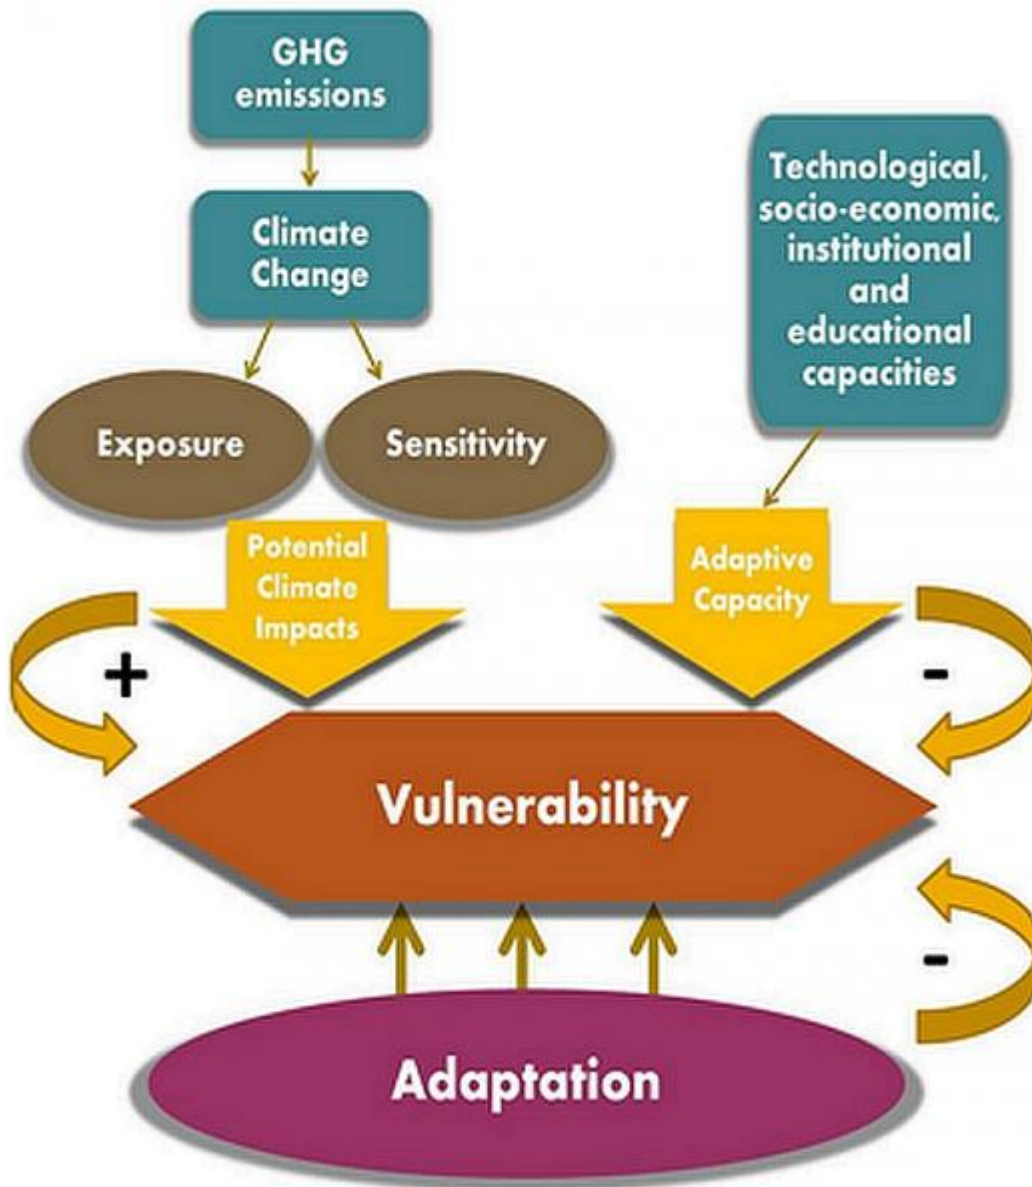 GHG
emissions
Climate
Change
Exposure
Sensitivity
Technological,
socio-economic,
institutional
and
educational
capacities
Potential
Climate
Impacts
Adaptive
Capacity
+
-
Vulnerability
-
Adaptation